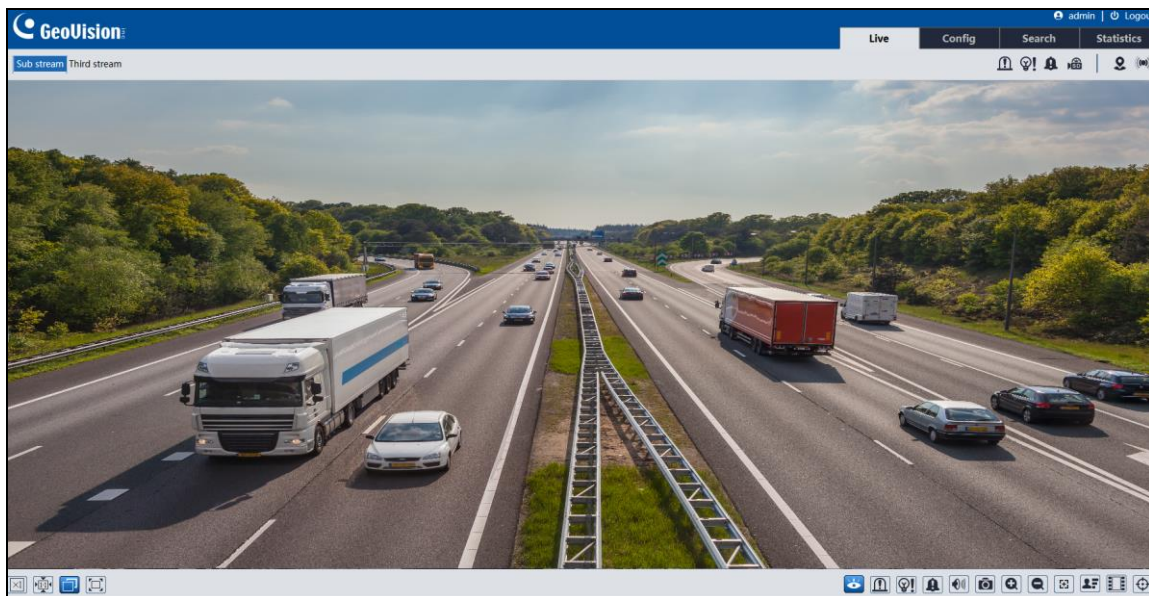 GeoVision
admin | Logou
Live Config Search Statistics
Sub stream Third stream